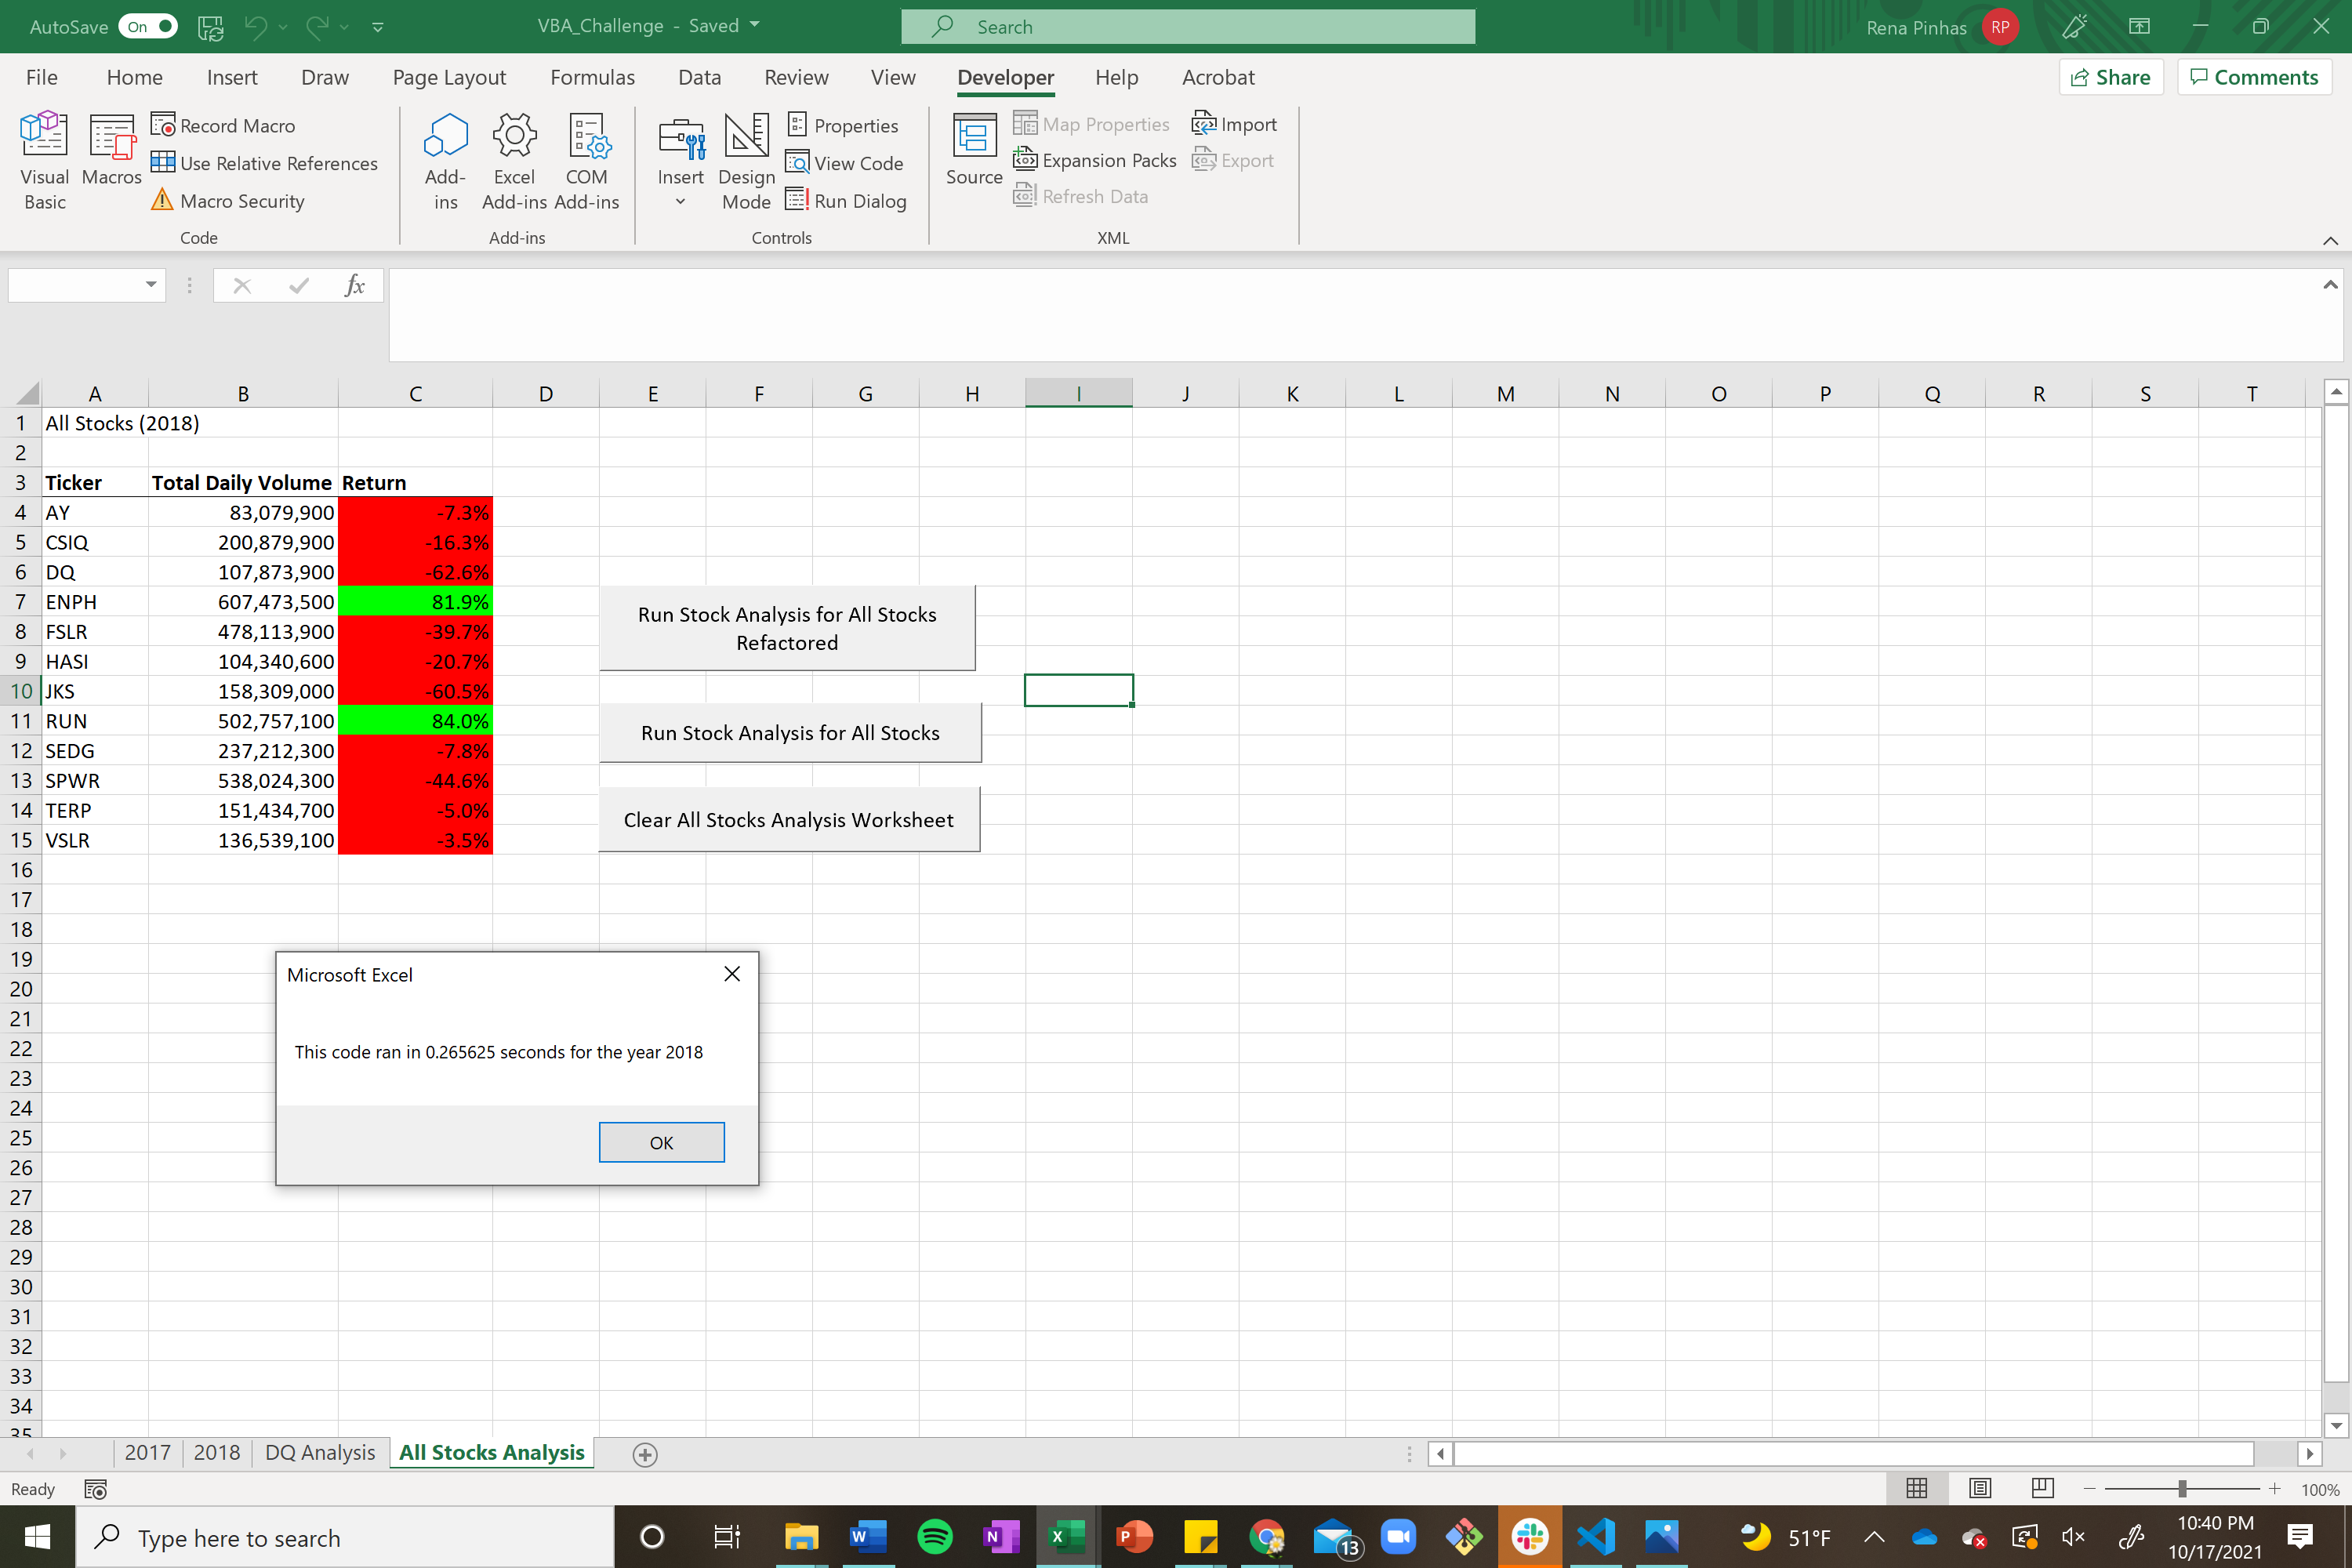 AutoSave On VBA_Challenge - Saved Search Rena Pinhas RP
File Home Insert Draw Page Layout Formulas Data Review View Developer Help Acrobat Share Comments
Visual Basic
Macros
Record Macro
Use Relative References
Macro Security
Code
Add-ins
Excel Add-ins
COM Add-ins
Add-ins
Insert
Design Mode
Properties
View Code
Run Dialog
Controls
Source
Map Properties
Expansion Packs
Refresh Data
Import
Export
XML
fx
A B C D E F G H I J K L M N O P Q R S T
1 All Stocks (2018)
2
3 Ticker Total Daily Volume Return
4 AY 83,079,900 -7.3%
5 CSIQ 200,879,900 -16.3%
6 DQ 107,873,900 -62.6%
7 ENPH 607,473,500 81.9%
8 FSLR 478,113,900 -39.7%
9 HASI 104,340,600 -20.7%
10 JKS 158,309,000 -60.5%
11 RUN 502,757,100 84.0%
12 SEDG 237,212,300 -7.8%
13 SPWR 538,024,300 -44.6%
14 TERP 151,434,700 -5.0%
15 VSLR 136,539,100 -3.5%
Run Stock Analysis for All Stocks
Refactored
Run Stock Analysis for All Stocks
Clear All Stocks Analysis Worksheet
16
17
18
19
20
21
22
23
24
25
26
27
28
29
30
31
32
33
34
35
Microsoft Excel
This code ran in 0.265625 seconds for the year 2018
OK
2017 2018 DQ Analysis All Stocks Analysis
Ready 100%
Type here to search W N X P 13 51°F 10:40 PM
10/17/2021